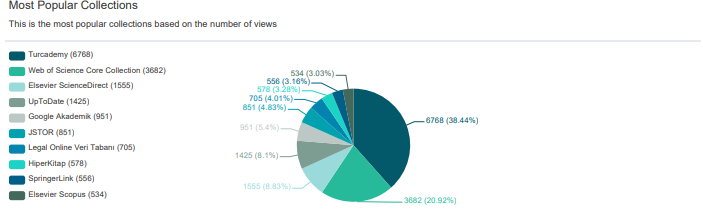 Most Popular Collections
This is the most popular collections based on the number of views
Turcademy (6768)
Web of Science Core Collection (3682)
Elsevier ScienceDirect (1555)
UpToDate (1425)
Google Akademik (951)
JSTOR (851)
Legal Online Veri Tabanı (705)
HiperKitap (578)
SpringerLink (556)
Elsevier Scopus (534)
534 (3.03%)
556 (3.16%)
578 (3.28%)
705 (4.01%)
851 (4.83%)
951 (5.4%)
1425 (8.1%)
1555 (8.83%)
3682 (20.92%)
6768 (38.44%)